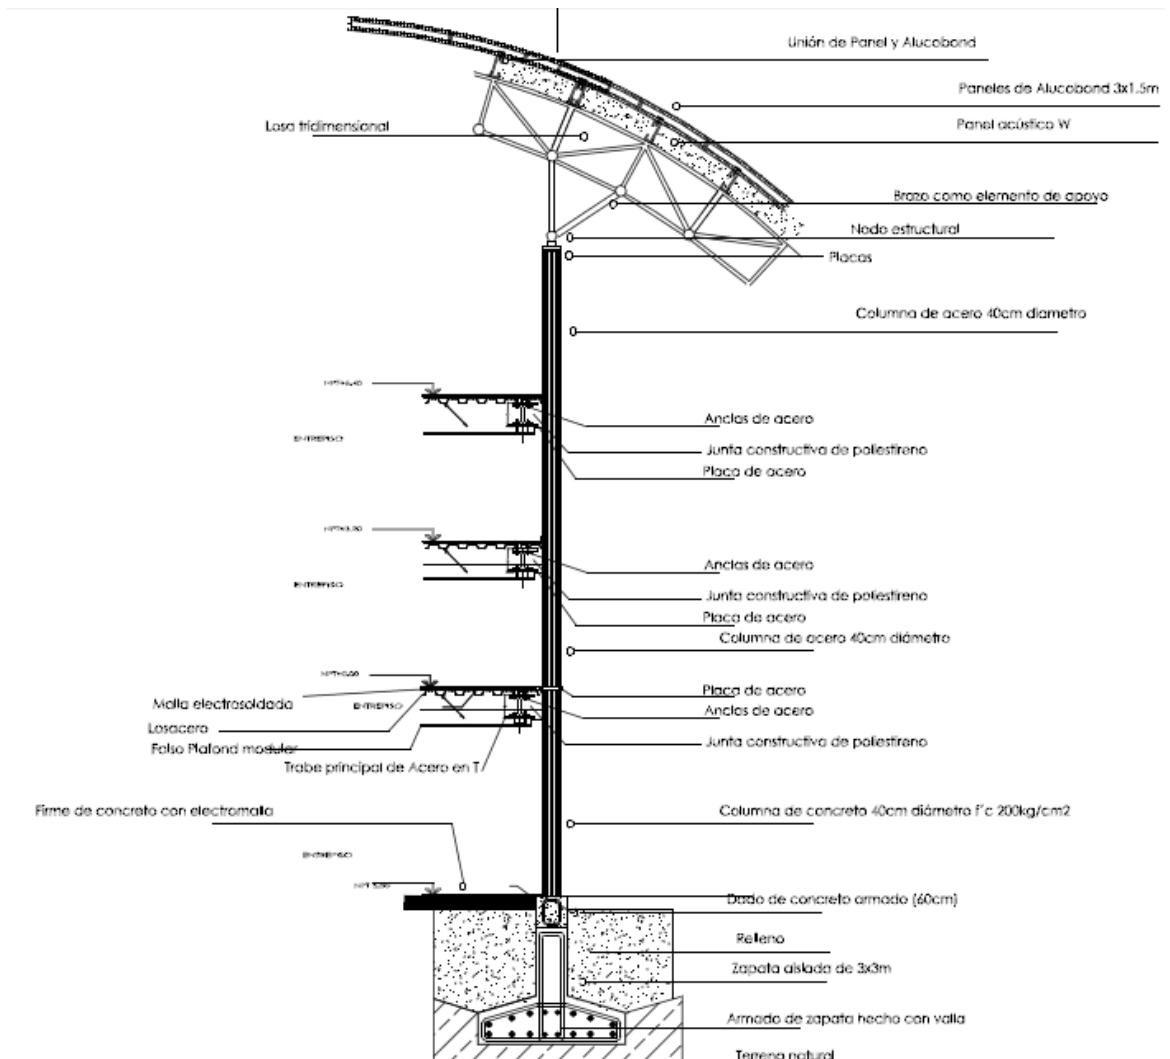 Unión de Panel y Alucobond
Paneles de Alucobond 3x1.5m
Losa tridimensional
Panel acústico W
Brazo como elemento de apoyo
Nodo estructural
Placas
Columna de acero 40cm diametro
Anclas de acero
ENTREPISO
Junta constructiva de poliestireno
Placa de acero
Anclas de acero
ENTREPISO
Junta constructiva de poliestireno
Placa de acero
Columna de acero 40cm diámetro
Placa de acero
Malla electrosoldada
ENTREPISO
Anclas de acero
Losacero
Falso Plafond modular
Junta constructiva de poliestireno
Trabe principal de Acero en T
Firme de concreto con electromalla
Columna de concreto 40cm diámetro f´c 200kg/cm2
ENTREPISO
Dado de concreto armado (60cm)
Relleno
Zapata aislada de 3x3m
Armado de zapata hecho con valla
Terreno natural